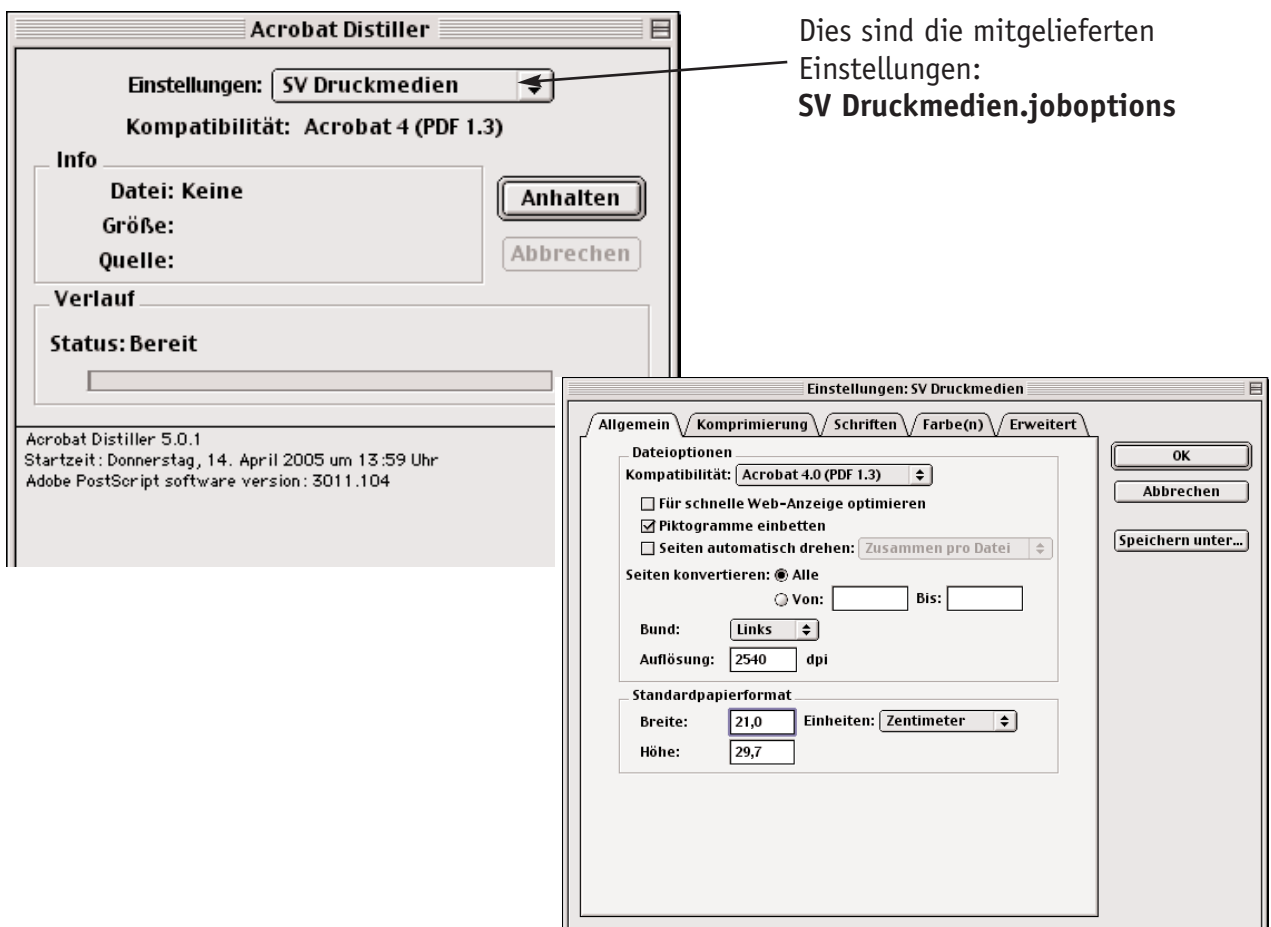 Acrobat Distiller
Einstellungen: SV Druckmedien
Kompatibilität: Acrobat 4 (PDF 1.3)
Info
Datei: Keine
Größe:
Quelle:
Anhalten
Abbrechen
Verlauf
Status: Bereit
Acrobat Distiller 5.0.1
Startzeit: Donnerstag, 14. April 2005 um 13:59 Uhr
Adobe PostScript software version: 3011.104
Dies sind die mitgelieferten
Einstellungen:
SV Druckmedien.joboptions
Einstellungen: SV Druckmedien
Allgemein Komprimierung Schriften Farbe(n) Erweitert
Dateioptionen
Kompatibilität: Acrobat 4.0 (PDF 1.3)
Für schnelle Web-Anzeige optimieren
Piktogramme einbetten
Seiten automatisch drehen: Zusammen pro Datei
Seiten konvertieren: Alle
Von: Bis:
Bund: Links
Auflösung: 2540 dpi
Standardpapierformat
Breite: 21,0 Einheiten: Zentimeter
Höhe: 29,7
OK
Abbrechen
Speichern unter...